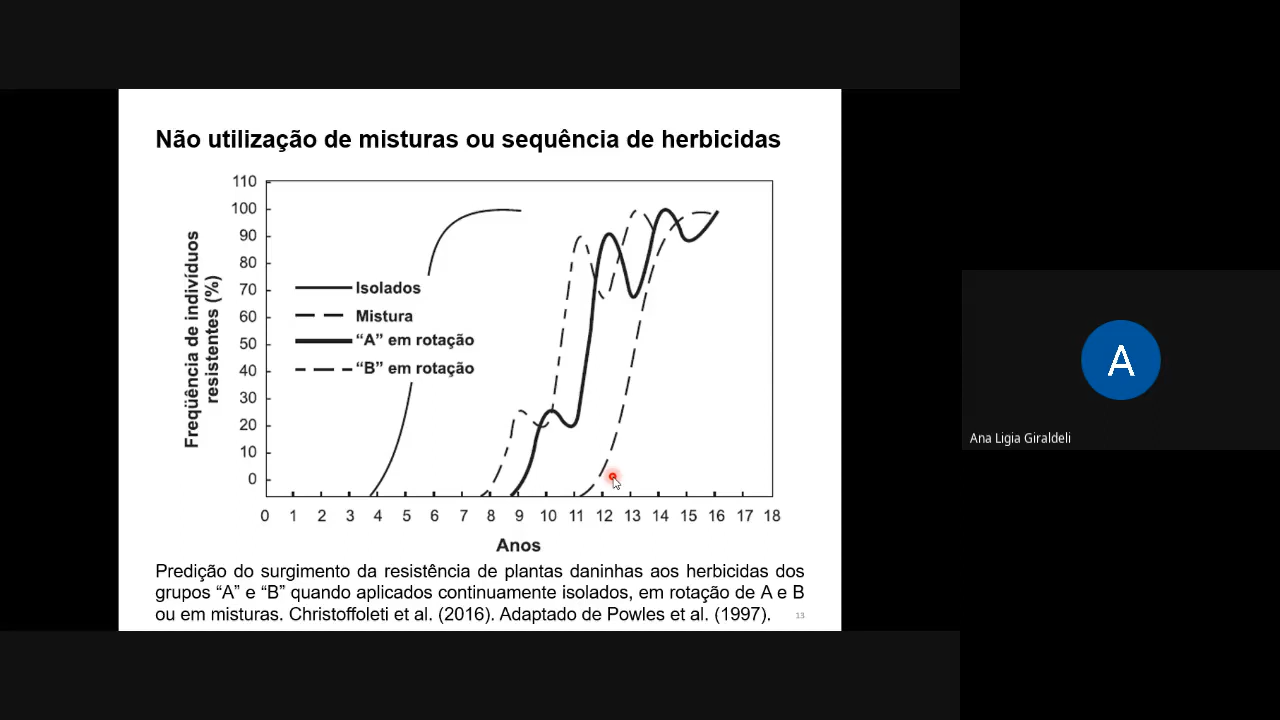 Não utilização de misturas ou sequência de herbicidas
110
100
90
80
70
60
50
40
30
20
10
0
Freqüência de indivíduos
resistentes (%)
Isolados
Mistura
“A” em rotação
“B” em rotação
0 1 2 3 4 5 6 7 8 9 10 11 12 13 14 15 16 17 18
Anos
Predição do surgimento da resistência de plantas daninhas aos herbicidas dos
grupos “A” e “B” quando aplicados continuamente isolados, em rotação de A e B
ou em misturas. Christoffoleti et al. (2016). Adaptado de Powles et al. (1997).
13
A
Ana Ligia Giraldeli